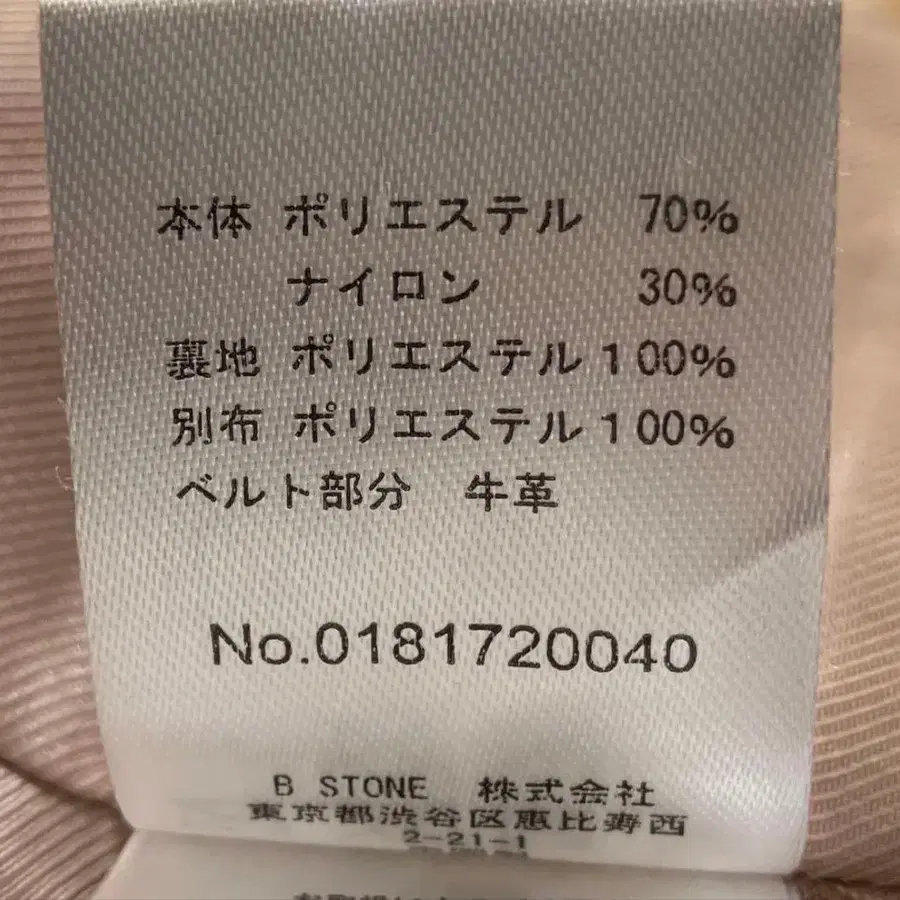 本体 ポリエステル 70%
ナイロン 30%
裏地 ポリエステル 100%
別布 ポリエステル 100%
ベルト部分 牛革
No.0181720040
B STONE 株式会社
東京都渋谷区恵比寿西
2-21-1